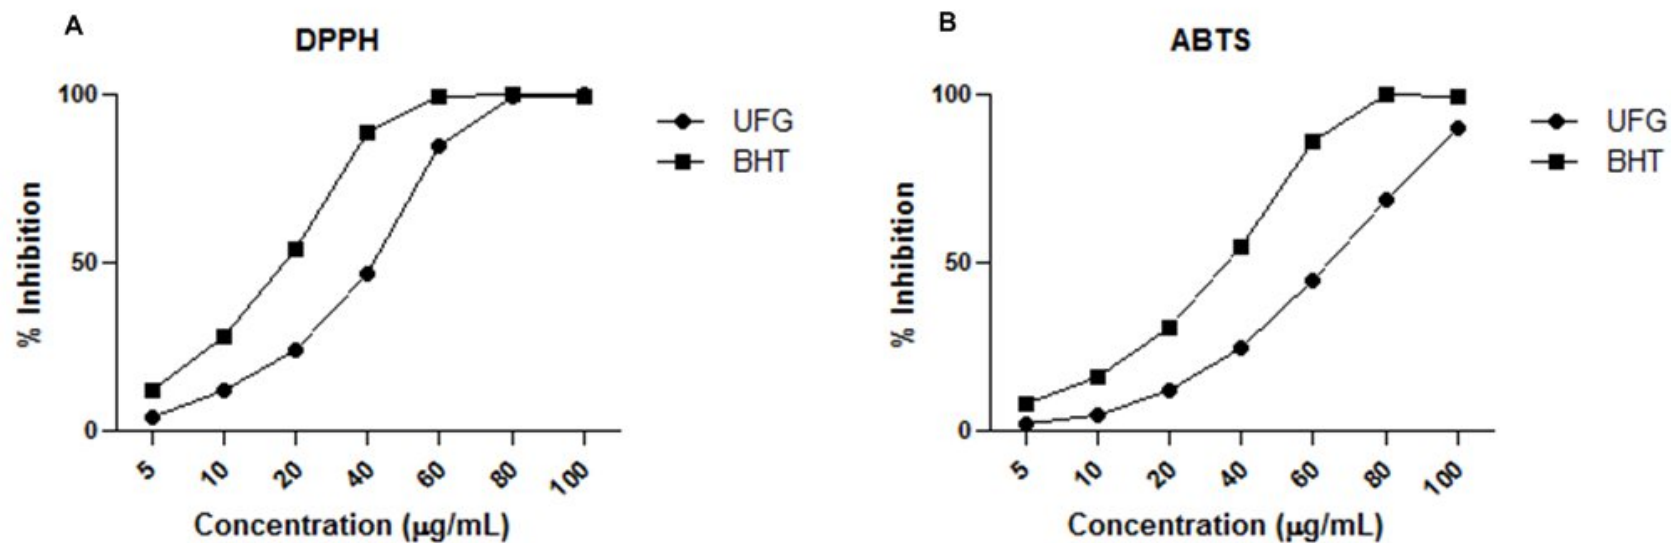 A
DPPH
100
50
0
% Inhibition
5
10
20
40
60
80
100
Concentration (μg/mL)
UFG
BHT
B
ABTS
100
50
0
% Inhibition
5
10
20
40
60
80
100
Concentration (μg/mL)
UFG
BHT